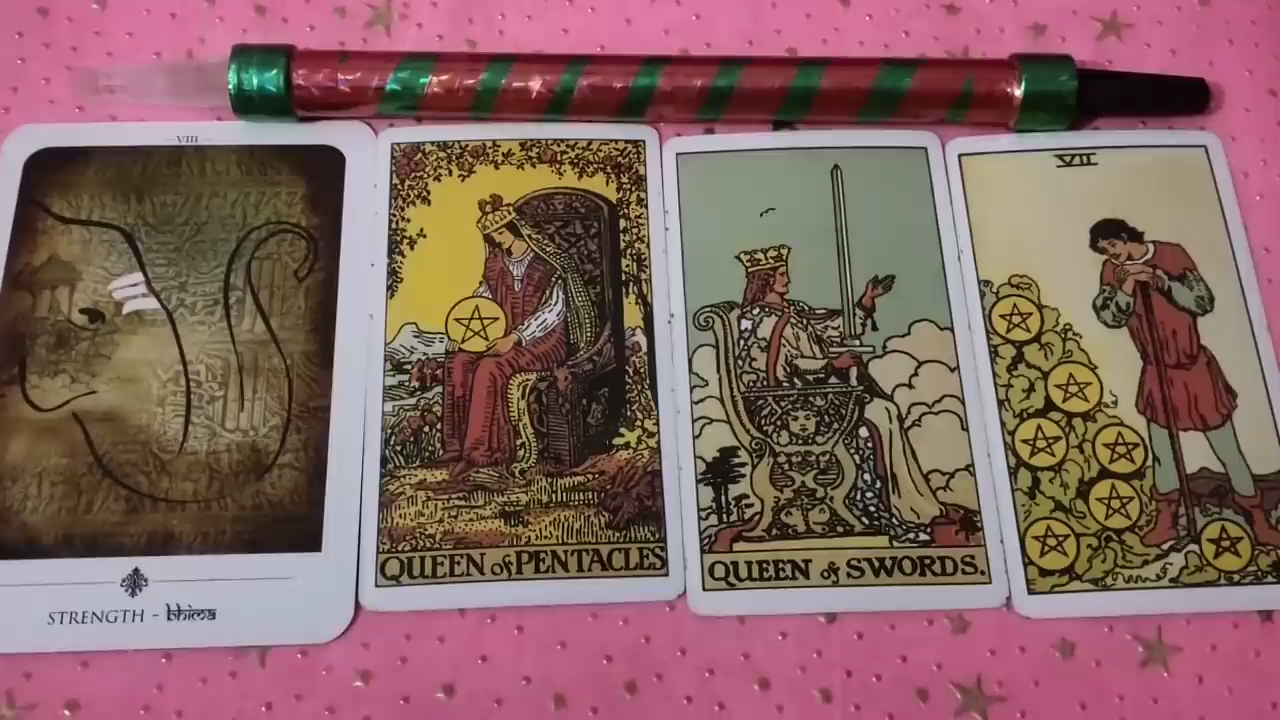 VIII
STRENGTH - bhima
QUEEN of PENTACLES
QUEEN of SWORDS.
VII